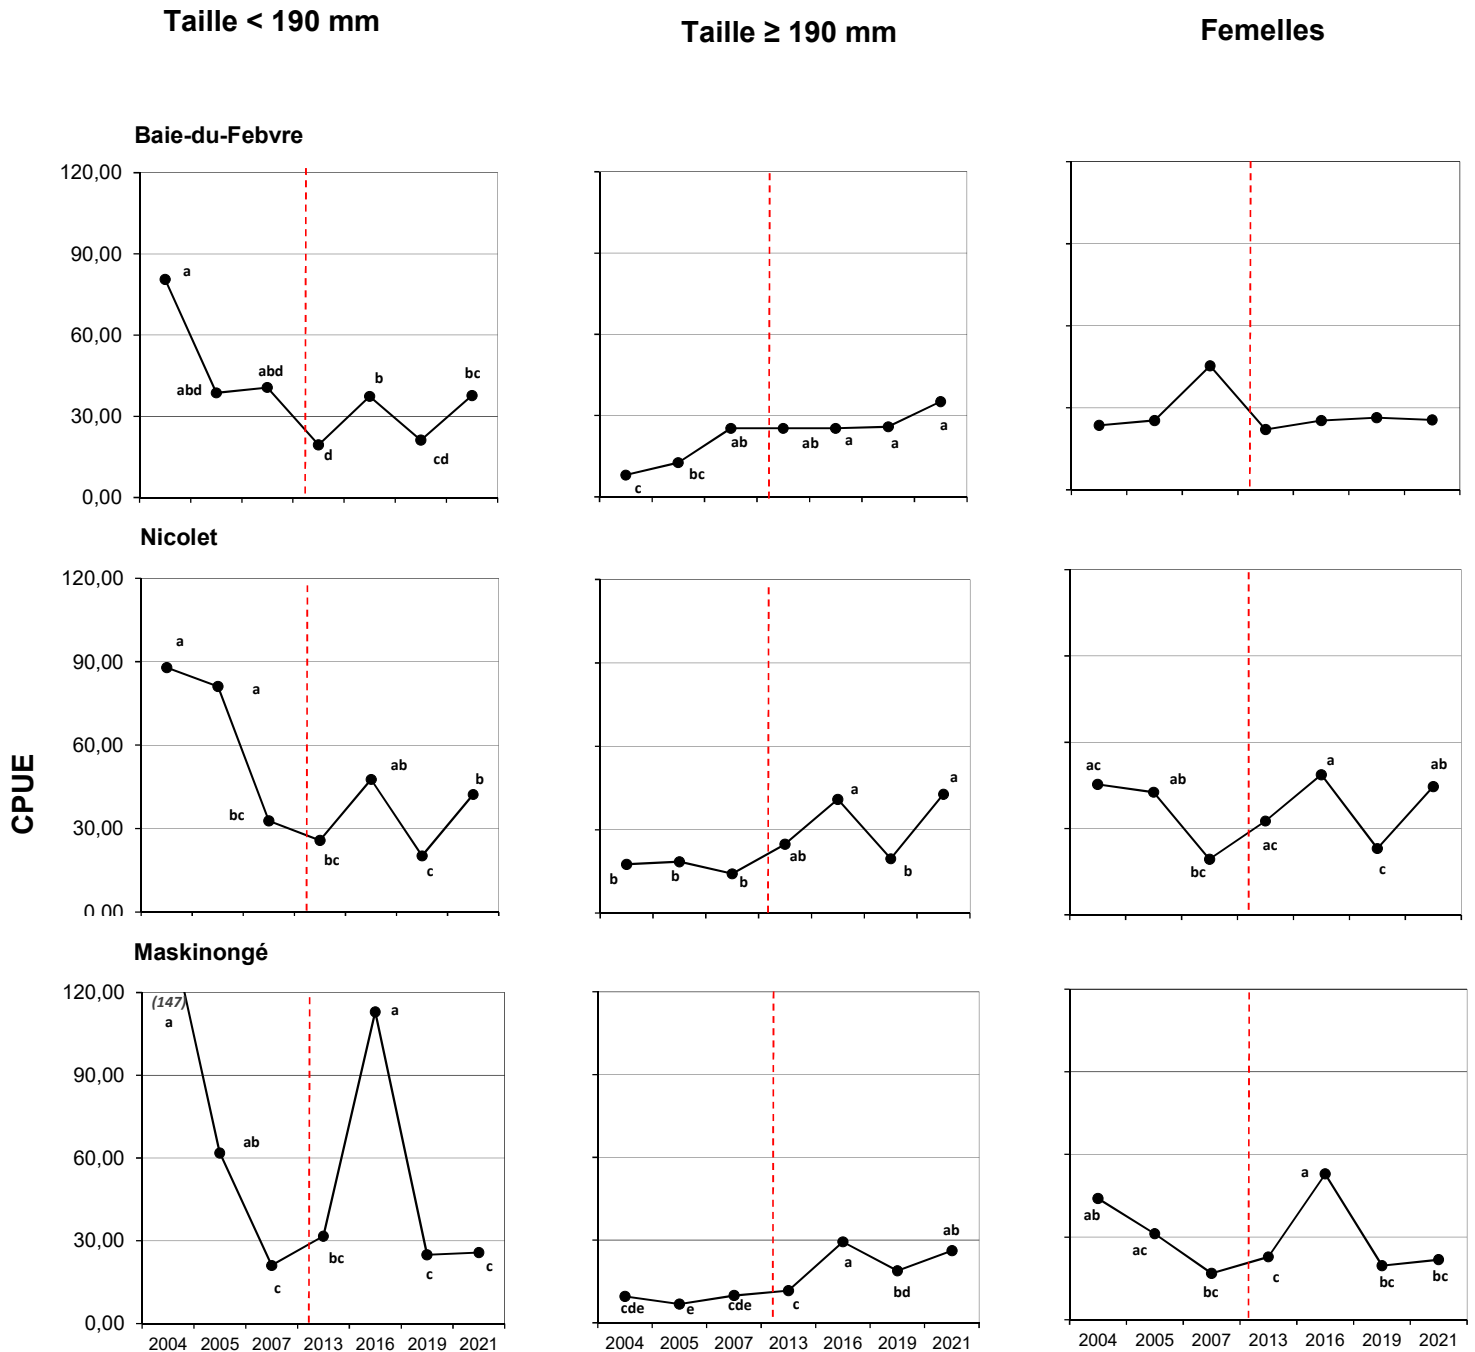 Taille < 190 mm
Taille ≥ 190 mm
Femelles
Baie-du-Febvre
120,00
90,00
60,00
30,00
0,00
a
abd
abd
d
b
cd
bc
c
bc
ab
ab
a
a
a
Nicolet
CPUE
120,00
90,00
60,00
30,00
0,00
a
a
bc
bc
ab
c
b
b
b
b
ab
a
b
a
ac
ab
bc
ac
a
c
ab
Maskinongé
120,00
90,00
60,00
30,00
0,00
(147)
a
ab
c
bc
a
c
c
cde
e
cde
c
a
bd
ab
ab
ac
bc
c
a
bc
bc
2004 2005 2007 2013 2016 2019 2021
2004 2005 2007 2013 2016 2019 2021
2004 2005 2007 2013 2016 2019 2021